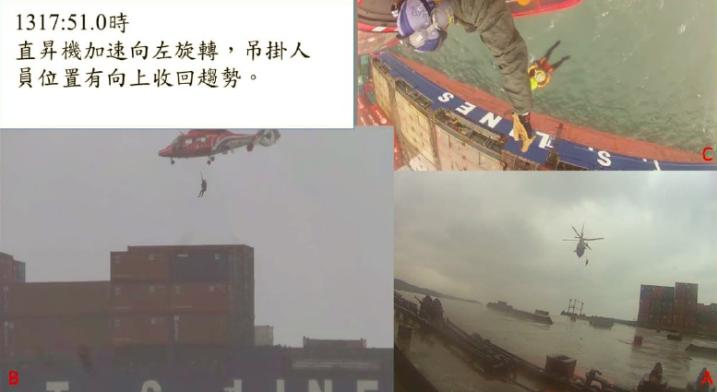 1317:51.0時
直昇機加速向左旋轉，吊掛人
員位置有向上收回趨勢。
C
S. LANES
B
A